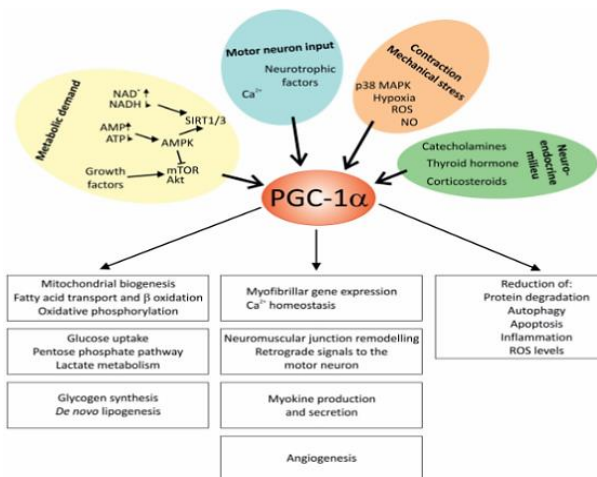 Metabolic demand
NAD⁺
NADH
SIRT1/3
AMP
ATP
AMPK
mTOR
Akt
Growth
factors
Motor neuron input
Neurotrophic
factors
Ca²⁺
Contraction
Mechanical stress
p38 MAPK
Hypoxia
ROS
NO
Catecholamines
Thyroid hormone
Corticosteroids
Neuro-
endocrine
milieu
PGC-1α
Mitochondrial biogenesis
Fatty acid transport and β oxidation
Oxidative phosphorylation
Glucose uptake
Pentose phosphate pathway
Lactate metabolism
Glycogen synthesis
De novo lipogenesis
Myofibrillar gene expression
Ca²⁺ homeostasis
Neuromuscular junction remodelling
Retrograde signals to the
motor neuron
Myokine production
and secretion
Angiogenesis
Reduction of:
Protein degradation
Autophagy
Apoptosis
Inflammation
ROS levels